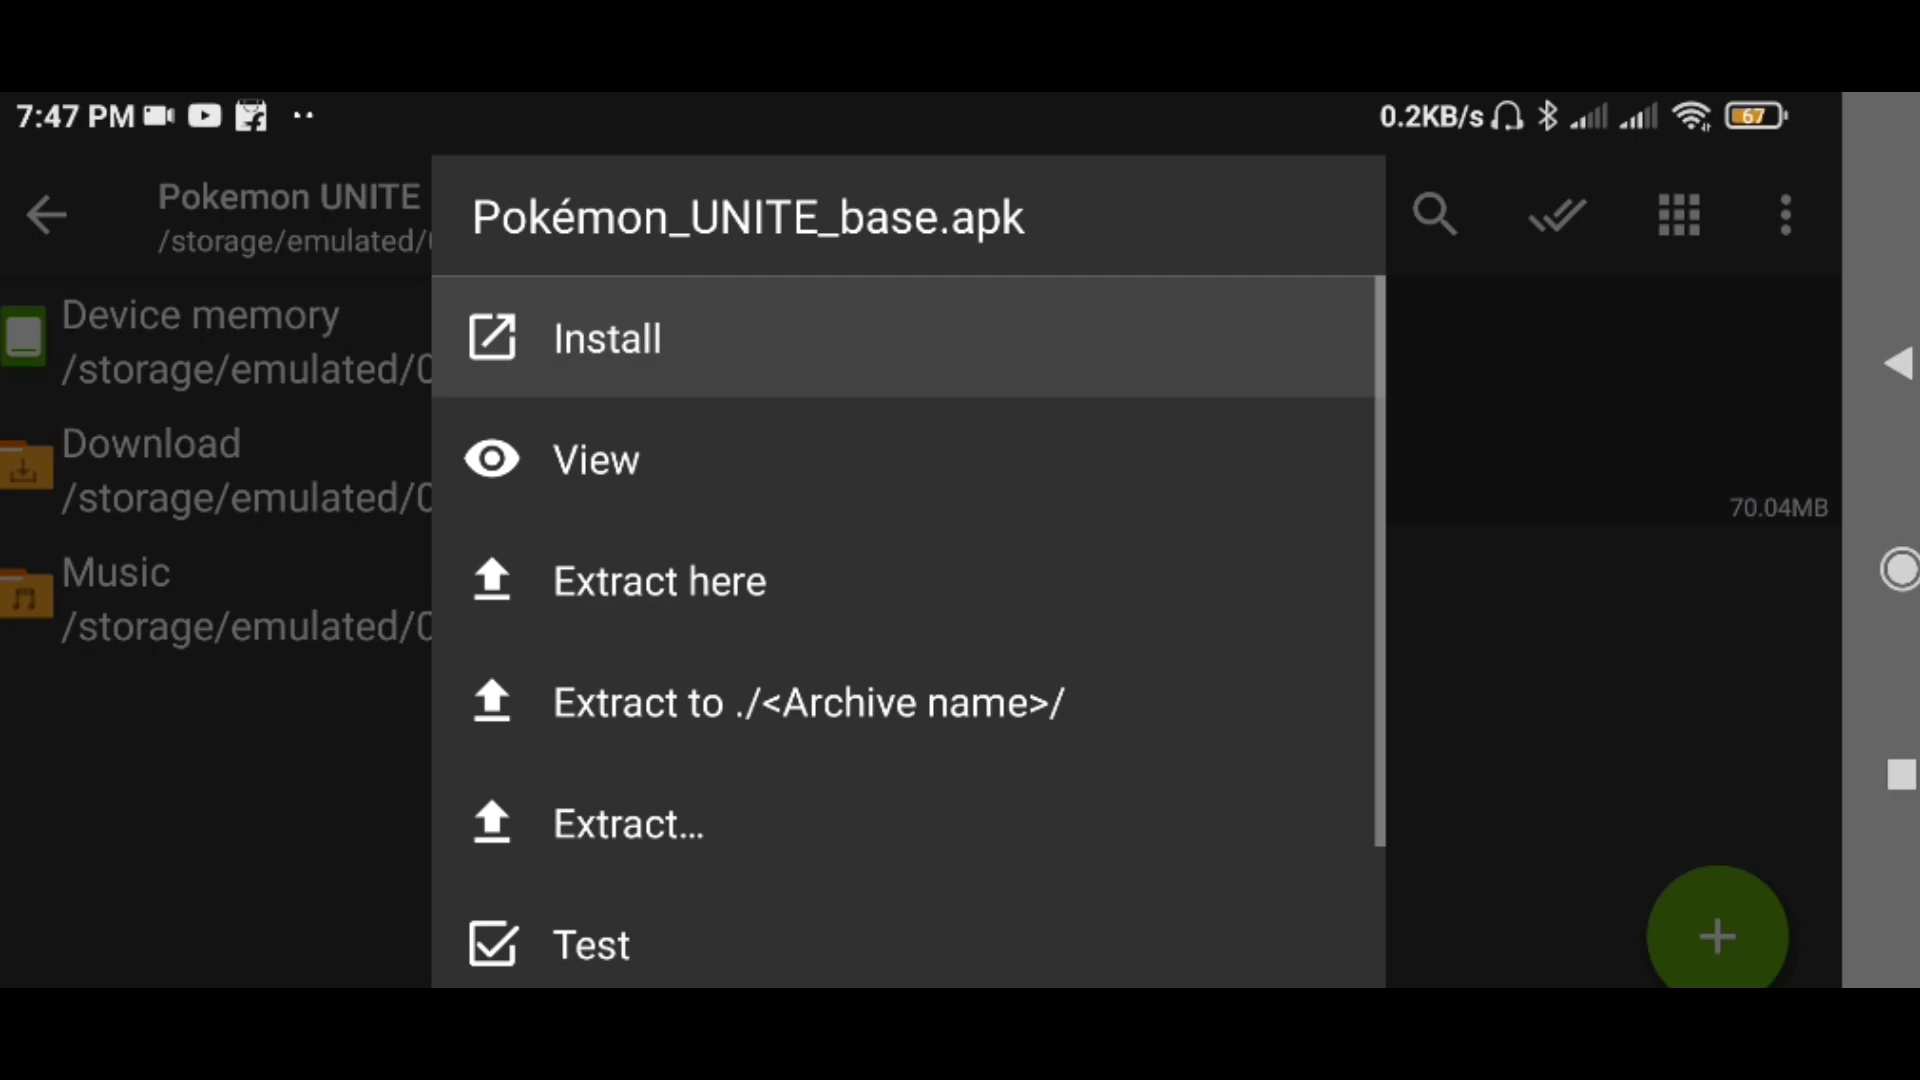 7:47 PM
0.2KB/s
67
Pokemon UNITE
/storage/emulated/
Pokémon_UNITE_base.apk
Device memory
/storage/emulated/0
Download
/storage/emulated/0
Music
/storage/emulated/0
Install
View
Extract here
Extract to ./<Archive name>/
Extract...
Test
70.04MB